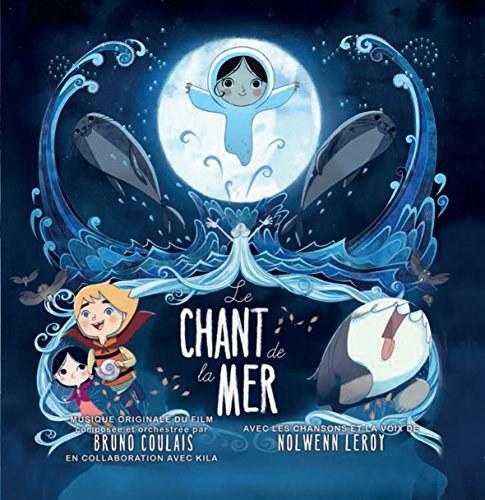 Le
CHANT de
la MER
MUSIQUE ORIGINALE DU FILM
composée et orchestrée par
BRUNO COULAIS
EN COLLABORATION AVEC KILA
AVEC LES CHANSONS ET LA VOIX DE
NOLWENN LEROY